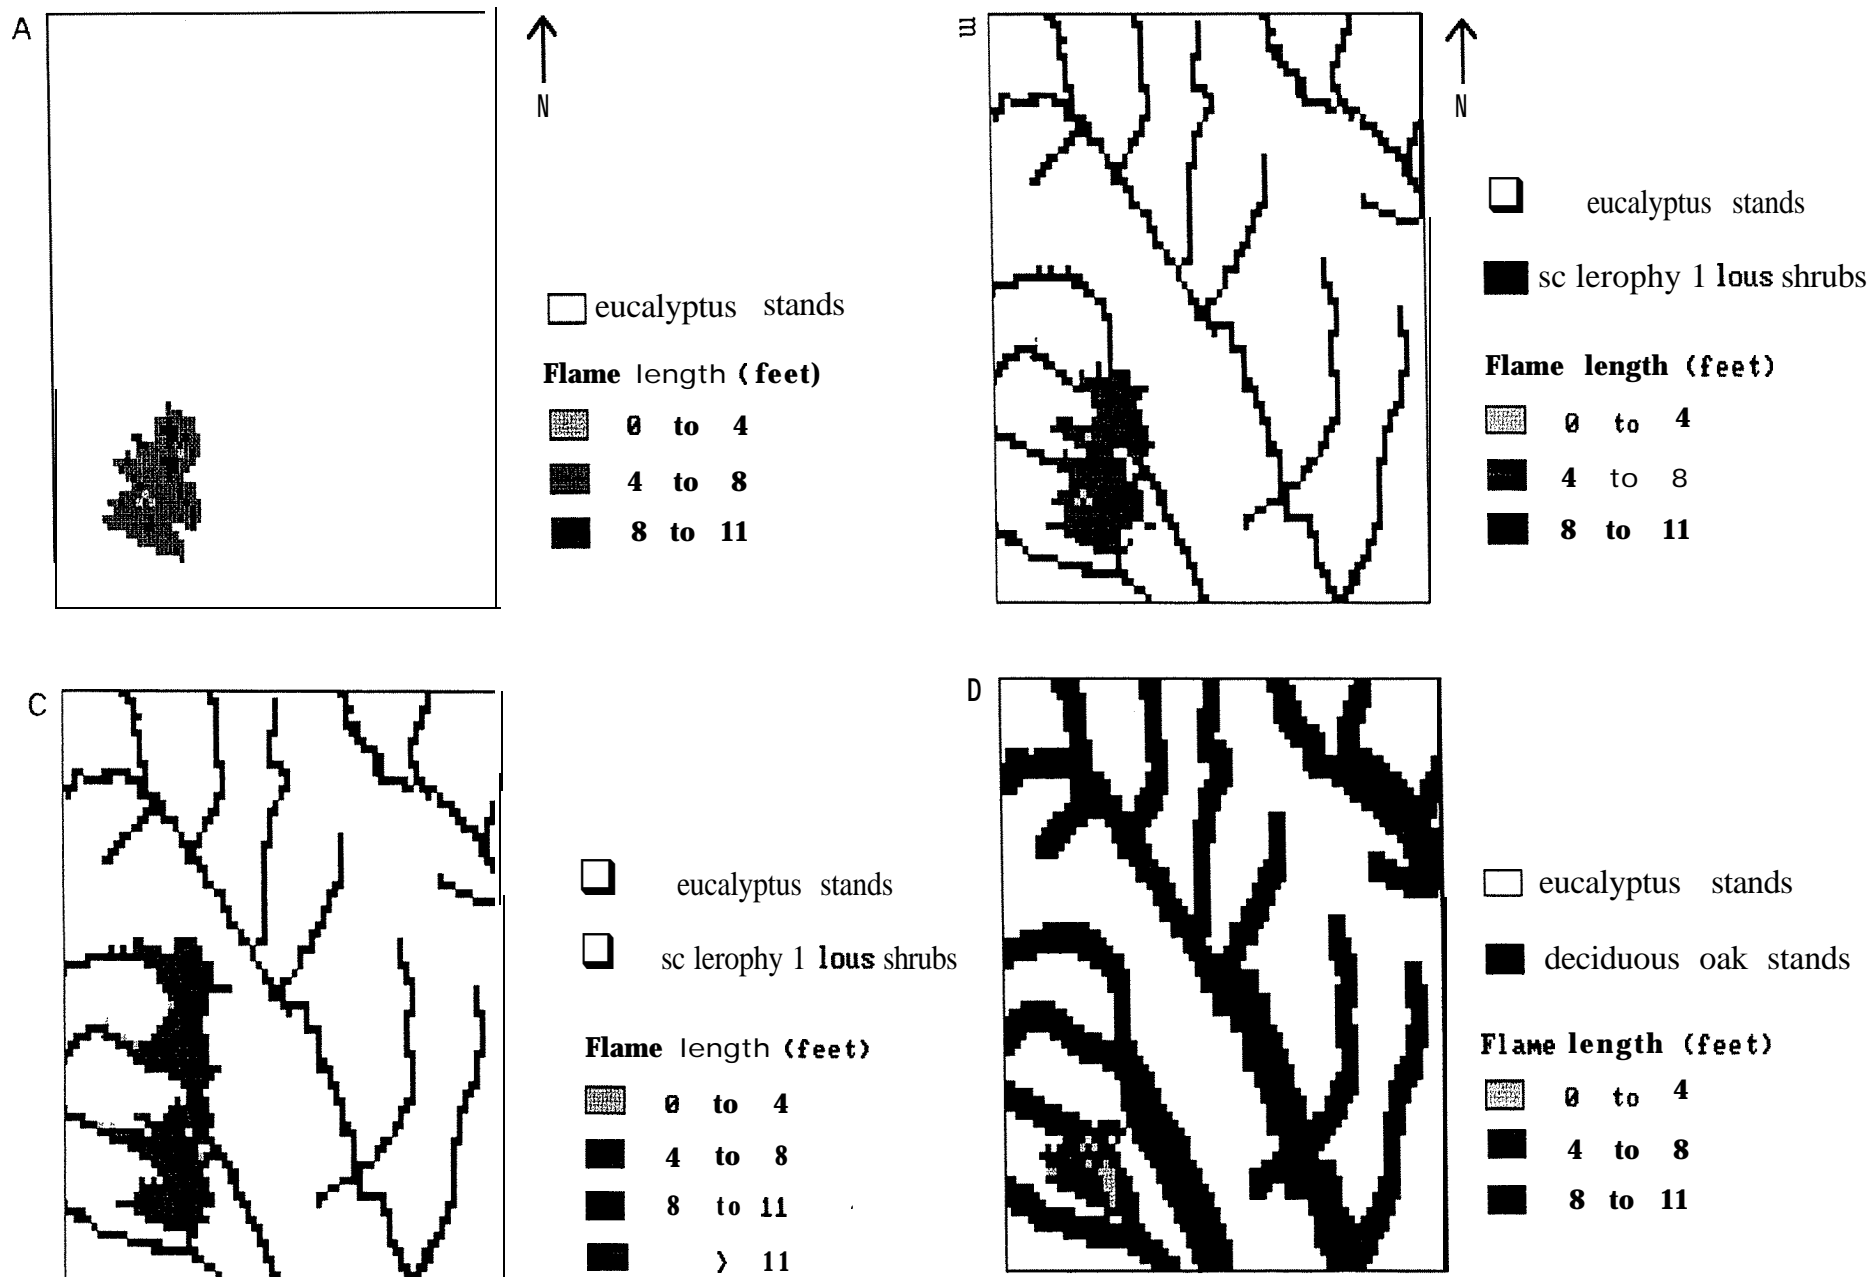 A
N
eucalyptus stands
Flame length (feet)
0 to 4
4 to 8
8 to 11
m
N
eucalyptus stands
sc lerophy 1 lous shrubs
Flame length (feet)
0 to 4
4 to 8
8 to 11
C
eucalyptus stands
sc lerophy 1 lous shrubs
Flame length (feet)
0 to 4
4 to 8
8 to 11
> 11
D
eucalyptus stands
deciduous oak stands
Flame length (feet)
0 to 4
4 to 8
8 to 11